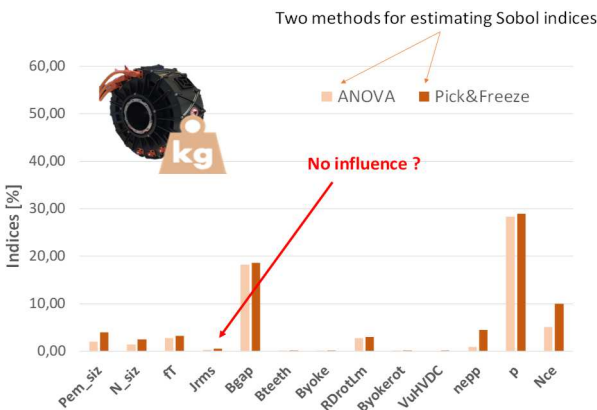 Two methods for estimating Sobol indices
60,00
50,00
40,00
30,00
20,00
10,00
0,00
Indices [%]
ANOVA
Pick&Freeze
kg
No influence ?
Pem_siz
N_siz
fT
Jrms
Bgap
Bteeth
Byoke
RDrotLm
Byokerot
VuHVDC
nepp
p
Nce